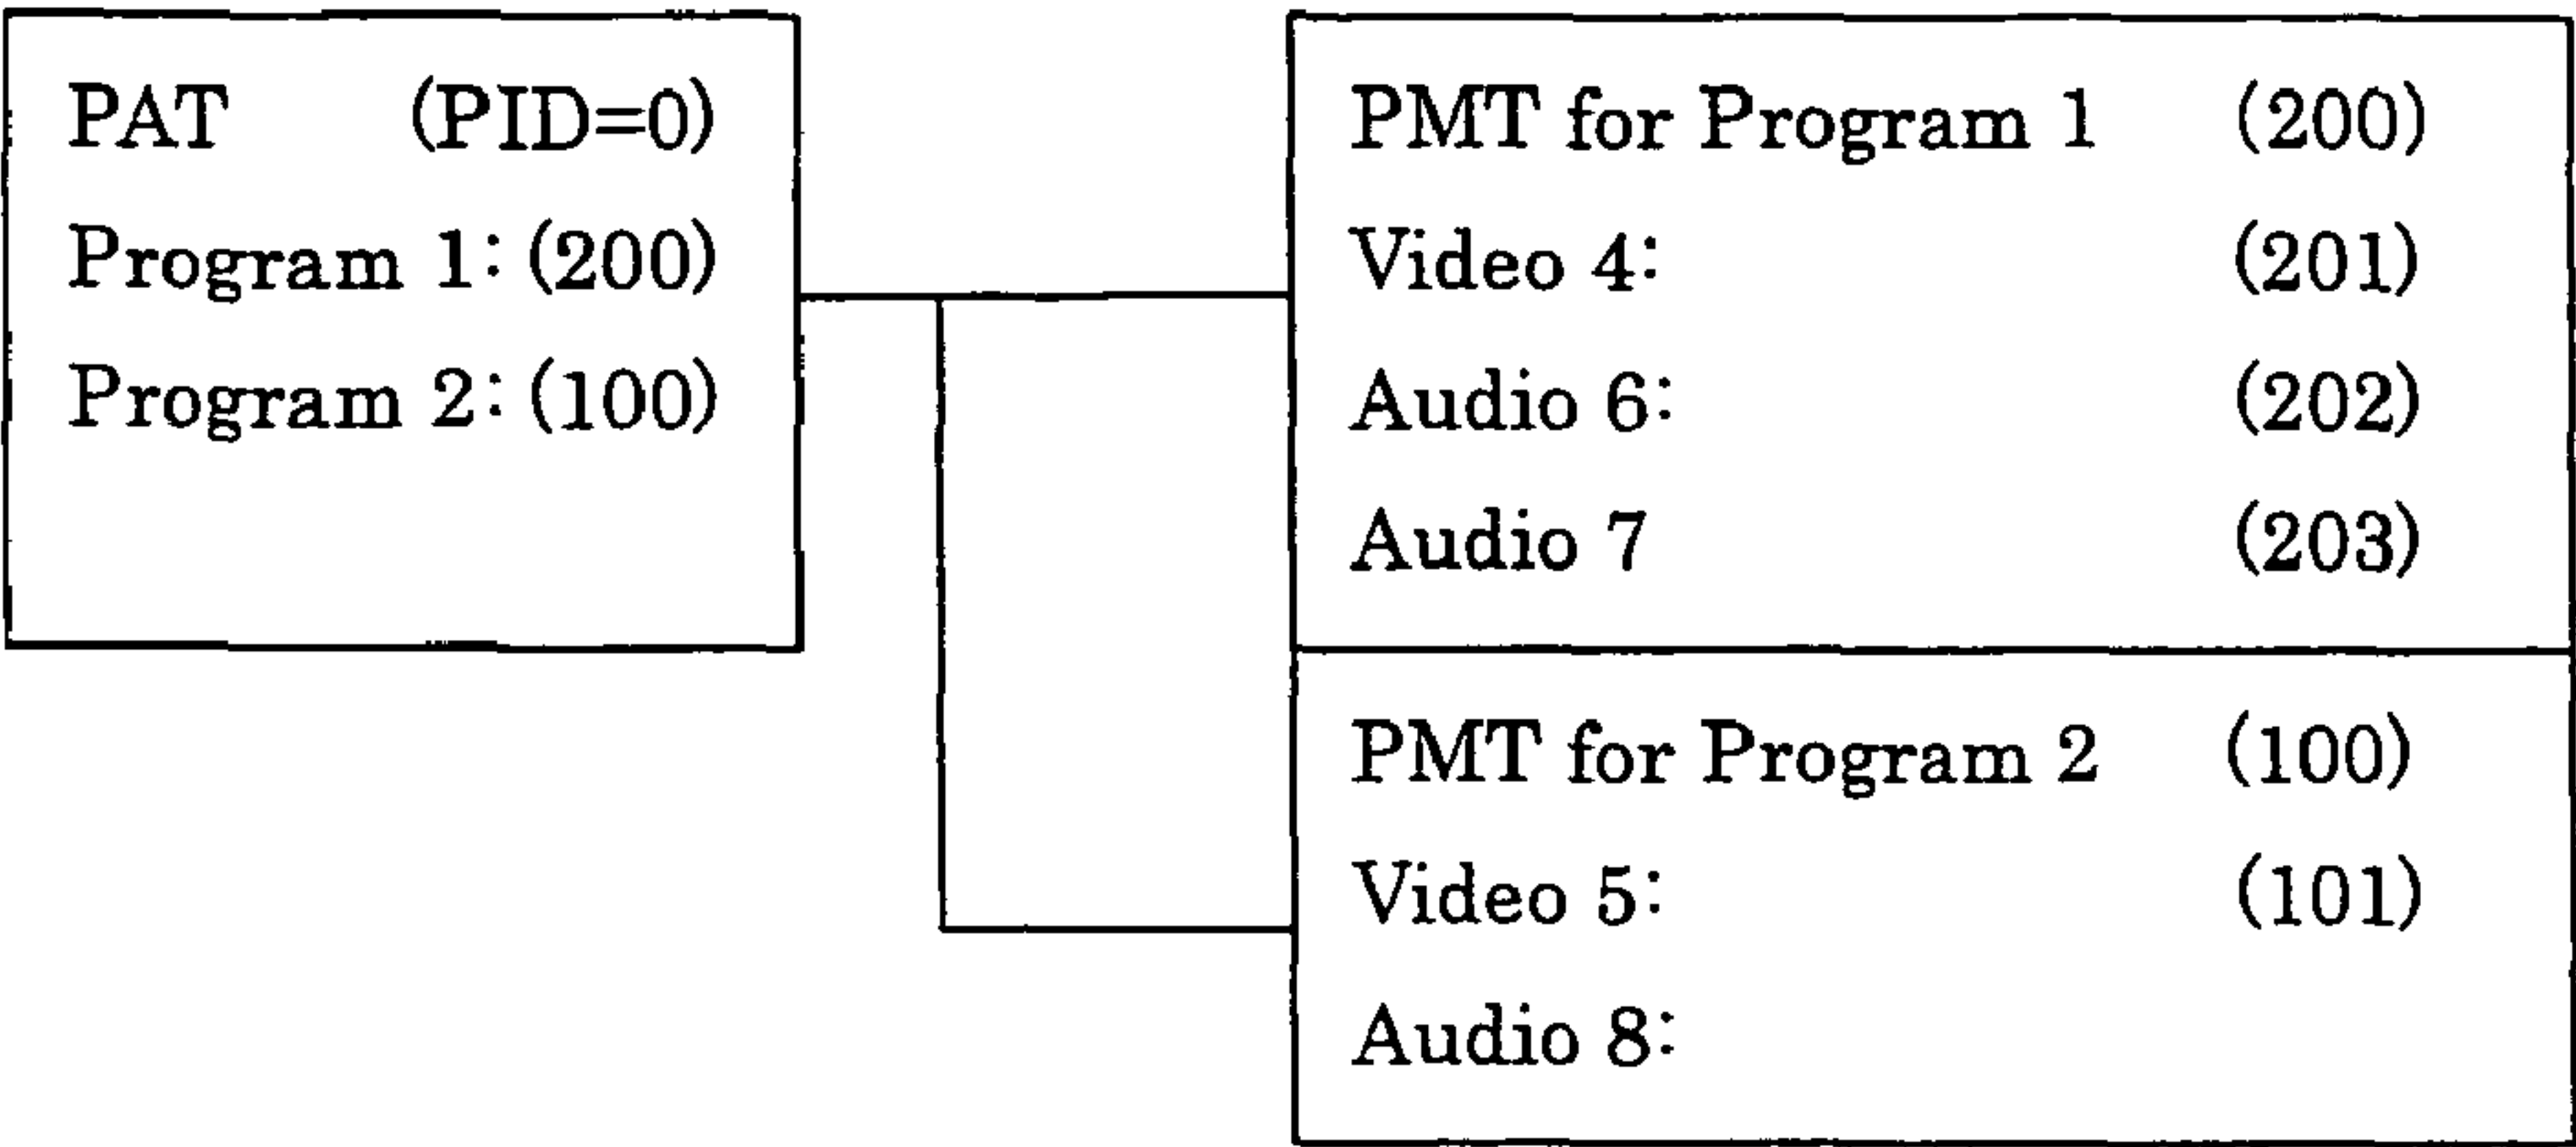 PAT (PID=0)
Program 1: (200)
Program 2: (100)
PMT for Program 1 (200)
Video 4: (201)
Audio 6: (202)
Audio 7 (203)
PMT for Program 2 (100)
Video 5: (101)
Audio 8: